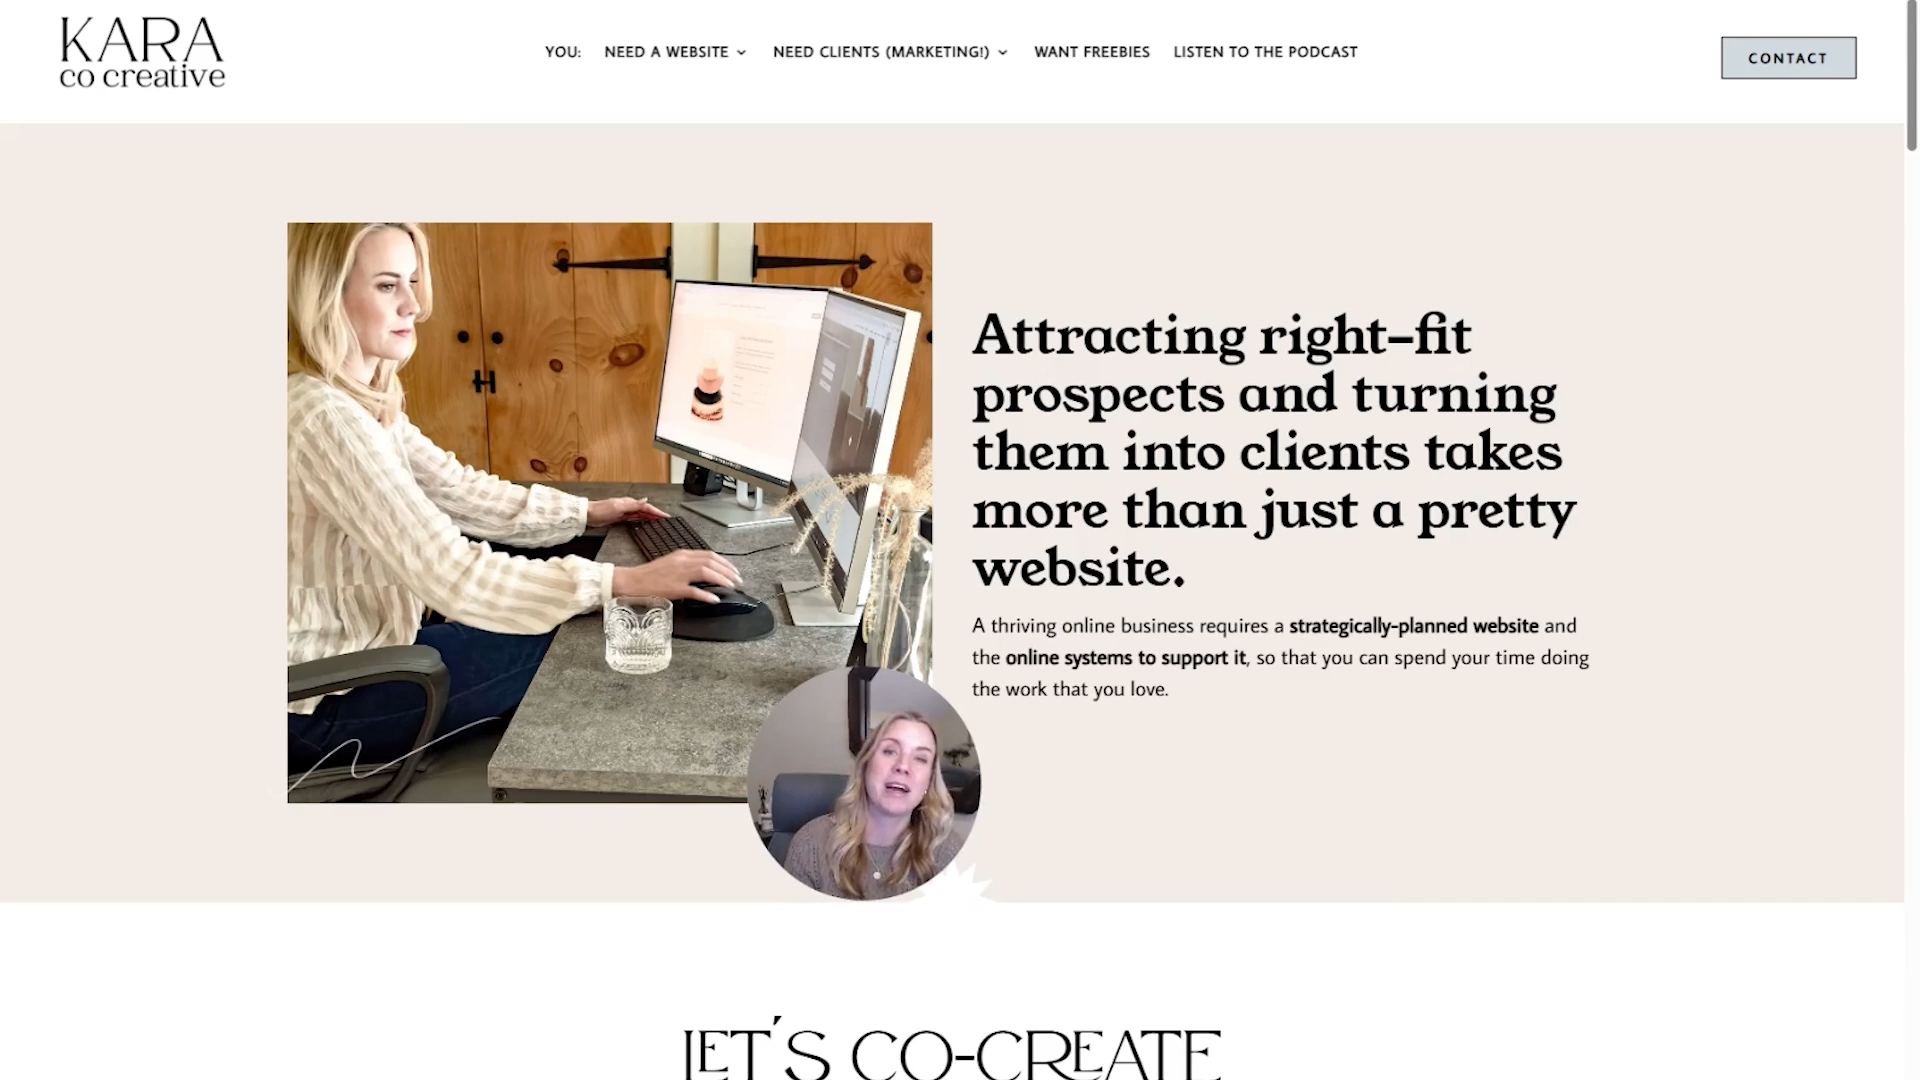 KARA
co creative
YOU: NEED A WEBSITE NEED CLIENTS (MARKETING!) WANT FREEBIES LISTEN TO THE PODCAST
CONTACT
Attracting right-fit
prospects and turning
them into clients takes
more than just a pretty
website.
A thriving online business requires a strategically-planned website and
the online systems to support it, so that you can spend your time doing
the work that you love.
LET'S CO-CREATE